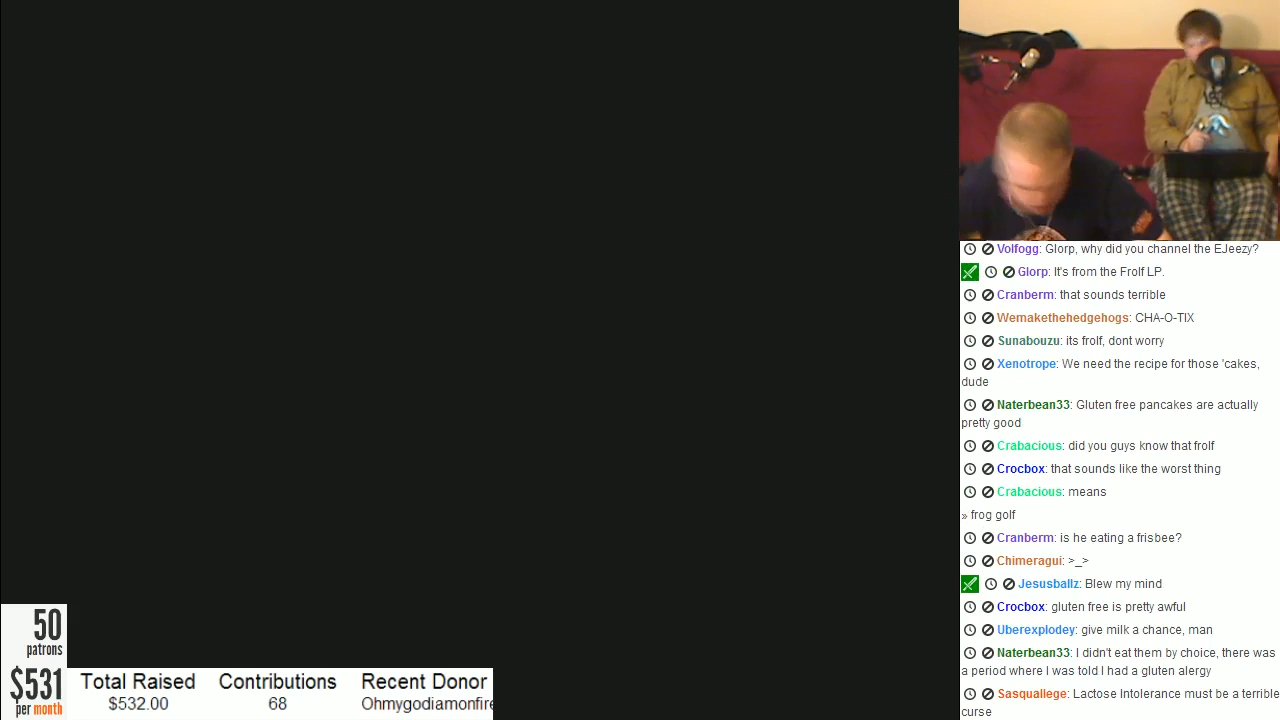 Volfogg: Glorp, why did you channel the EJeezy?
Glorp: It's from the Frolf LP.
Cranberm: that sounds terrible
Wemakethehedgehogs: CHA-O-TIX
Sunabouzu: its frolf, dont worry
Xenotrope: We need the recipe for those 'cakes,
dude
Naterbean33: Gluten free pancakes are actually
pretty good
Crabacious: did you guys know that frolf
Crocbox: that sounds like the worst thing
Crabacious: means
» frog golf
Cranberm: is he eating a frisbee?
Chimeragui: >_>
Jesusballz: Blew my mind
Crocbox: gluten free is pretty awful
Uberexplodey: give milk a chance, man
Naterbean33: I didn't eat them by choice, there was
a period where I was told I had a gluten alergy
Sasquallege: Lactose Intolerance must be a terrible
curse
50
patrons
$531
per month
Total Raised
$532.00
Contributions
68
Recent Donor
Ohmygodiamonfire